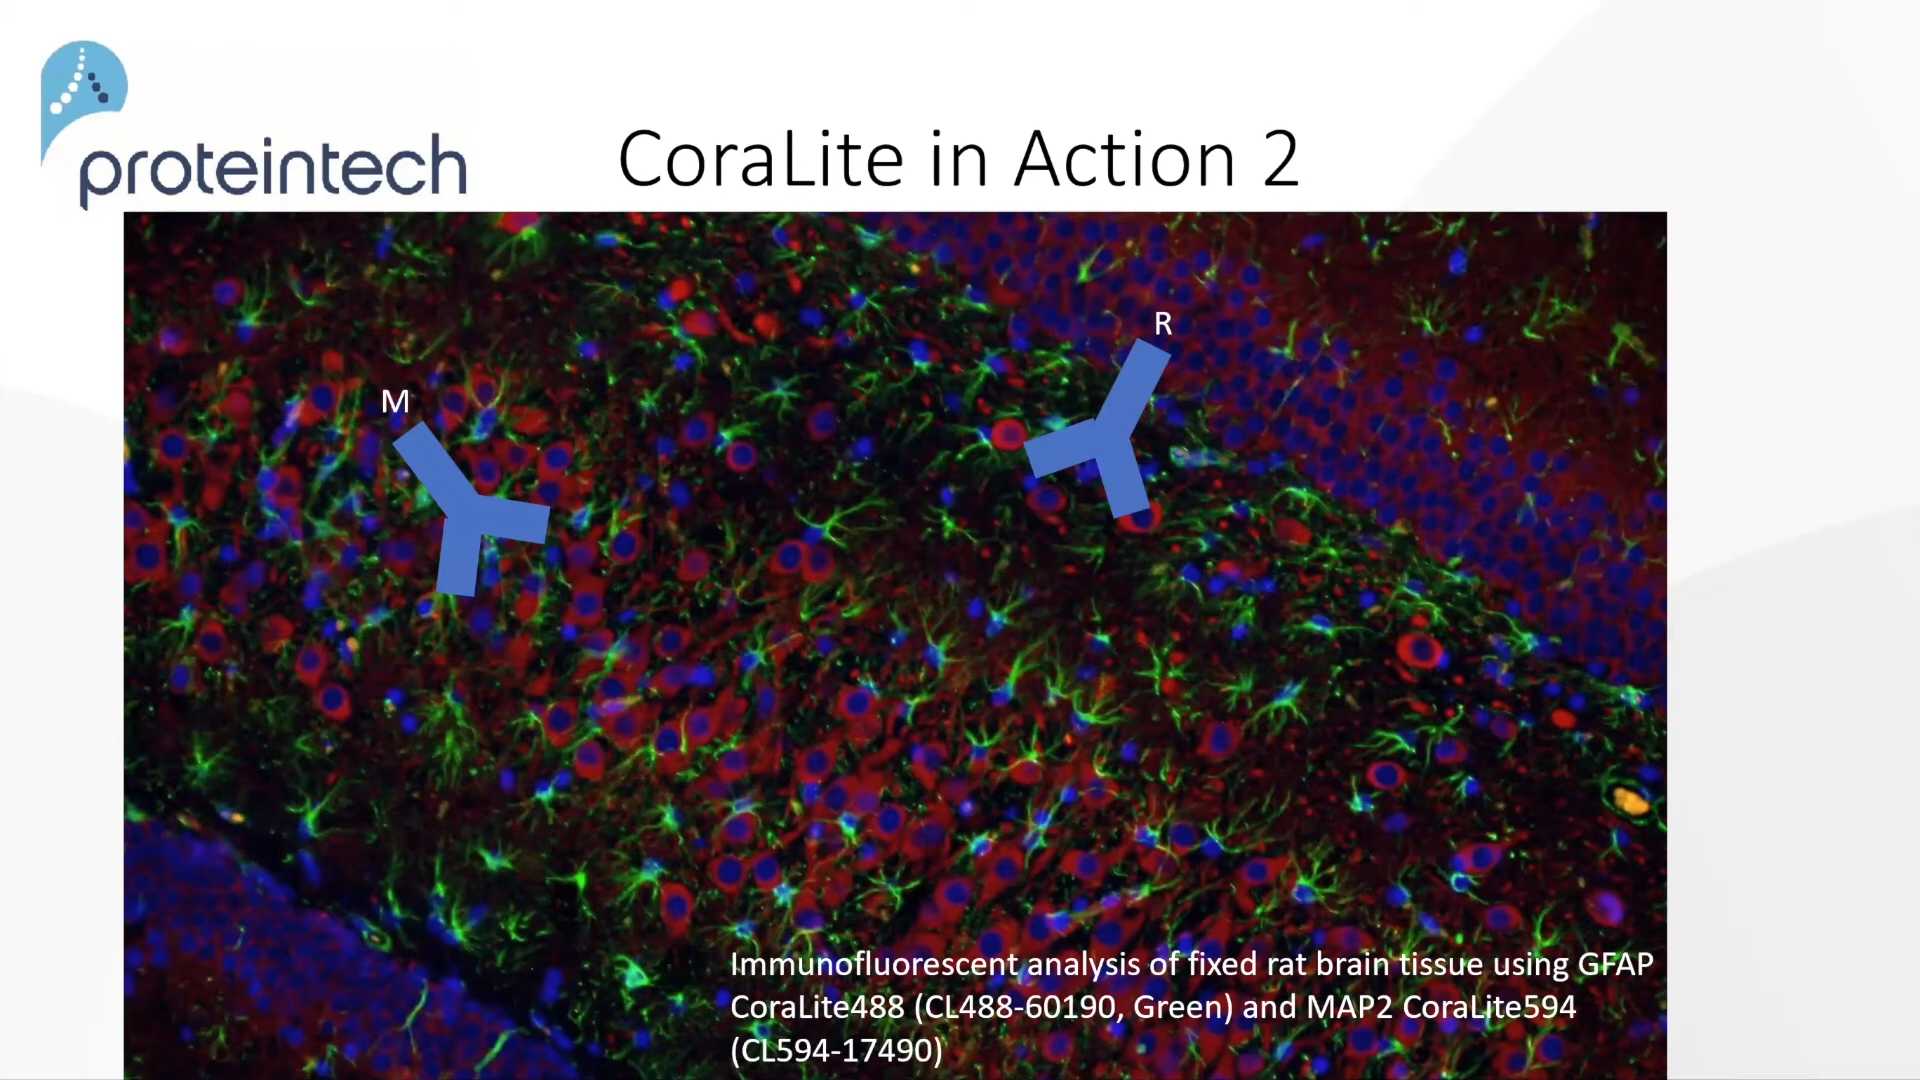 proteintech
CoraLite in Action 2
R
M
Immunofluorescent analysis of fixed rat brain tissue using GFAP
CoraLite488 (CL488-60190, Green) and MAP2 CoraLite594
(CL594-17490)